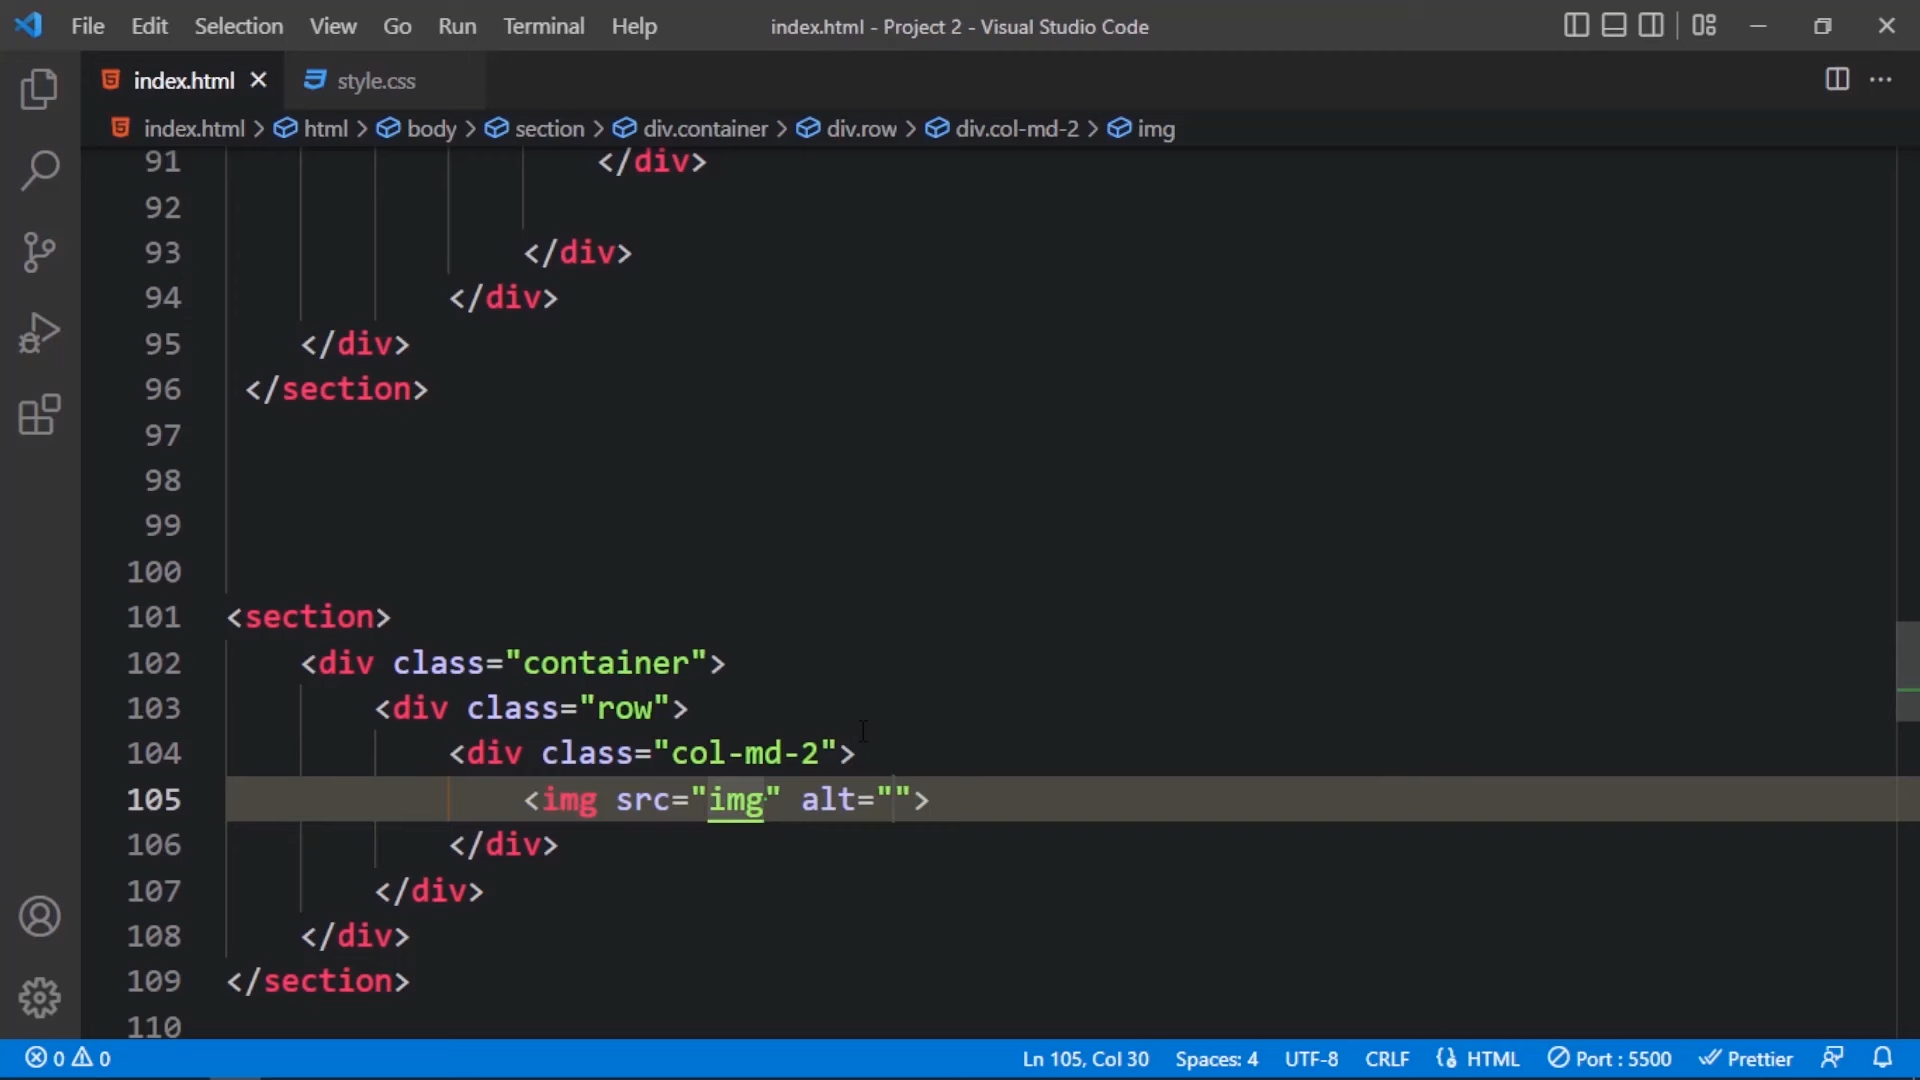 File Edit Selection View Go Run Terminal Help index.html - Project 2 - Visual Studio Code
index.html style.css
index.html > html > body > section > div.container > div.row > div.col-md-2 > img
91 </div>
92
93 </div>
94 </div>
95 </div>
96 </section>
97
98
99
100
101 <section>
102 <div class="container">
103 <div class="row">
104 <div class="col-md-2">
105 <img src="img" alt="">
106 </div>
107 </div>
108 </div>
109 </section>
110
0 0 Ln 105, Col 30 Spaces: 4 UTF-8 CRLF HTML Port : 5500 Prettier